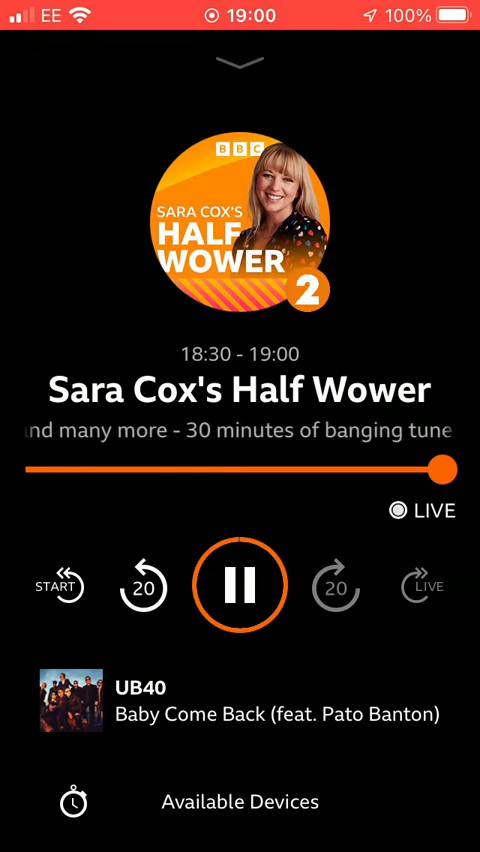 EE 19:00 100%
BBC
SARA COX'S
HALF
WOWER
2
18:30 - 19:00
Sara Cox's Half Wower
nd many more - 30 minutes of banging tune
LIVE
START 20 20 LIVE
UB40
Baby Come Back (feat. Pato Banton)
Available Devices